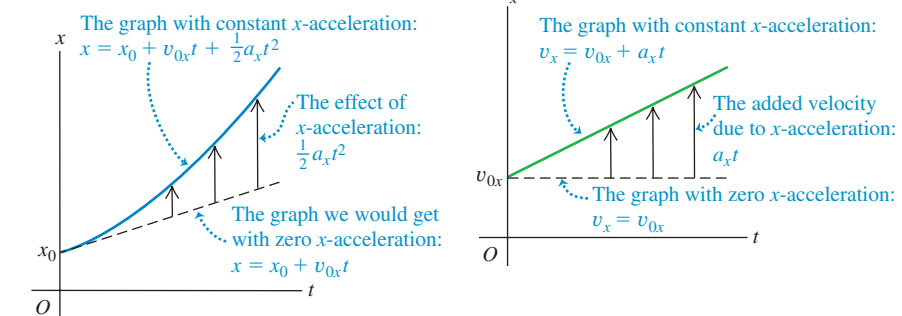 The graph with constant x-acceleration:
x = x₀ + v₀ₓt + ½aₓt²
x
The effect of
x-acceleration:
½aₓt²
The graph we would get
with zero x-acceleration:
x = x₀ + v₀ₓt
x₀
t
O
The graph with constant x-acceleration:
vₓ = v₀ₓ + aₓt
The added velocity
due to x-acceleration:
aₓt
v₀ₓ
The graph with zero x-acceleration:
vₓ = v₀ₓ
t
O